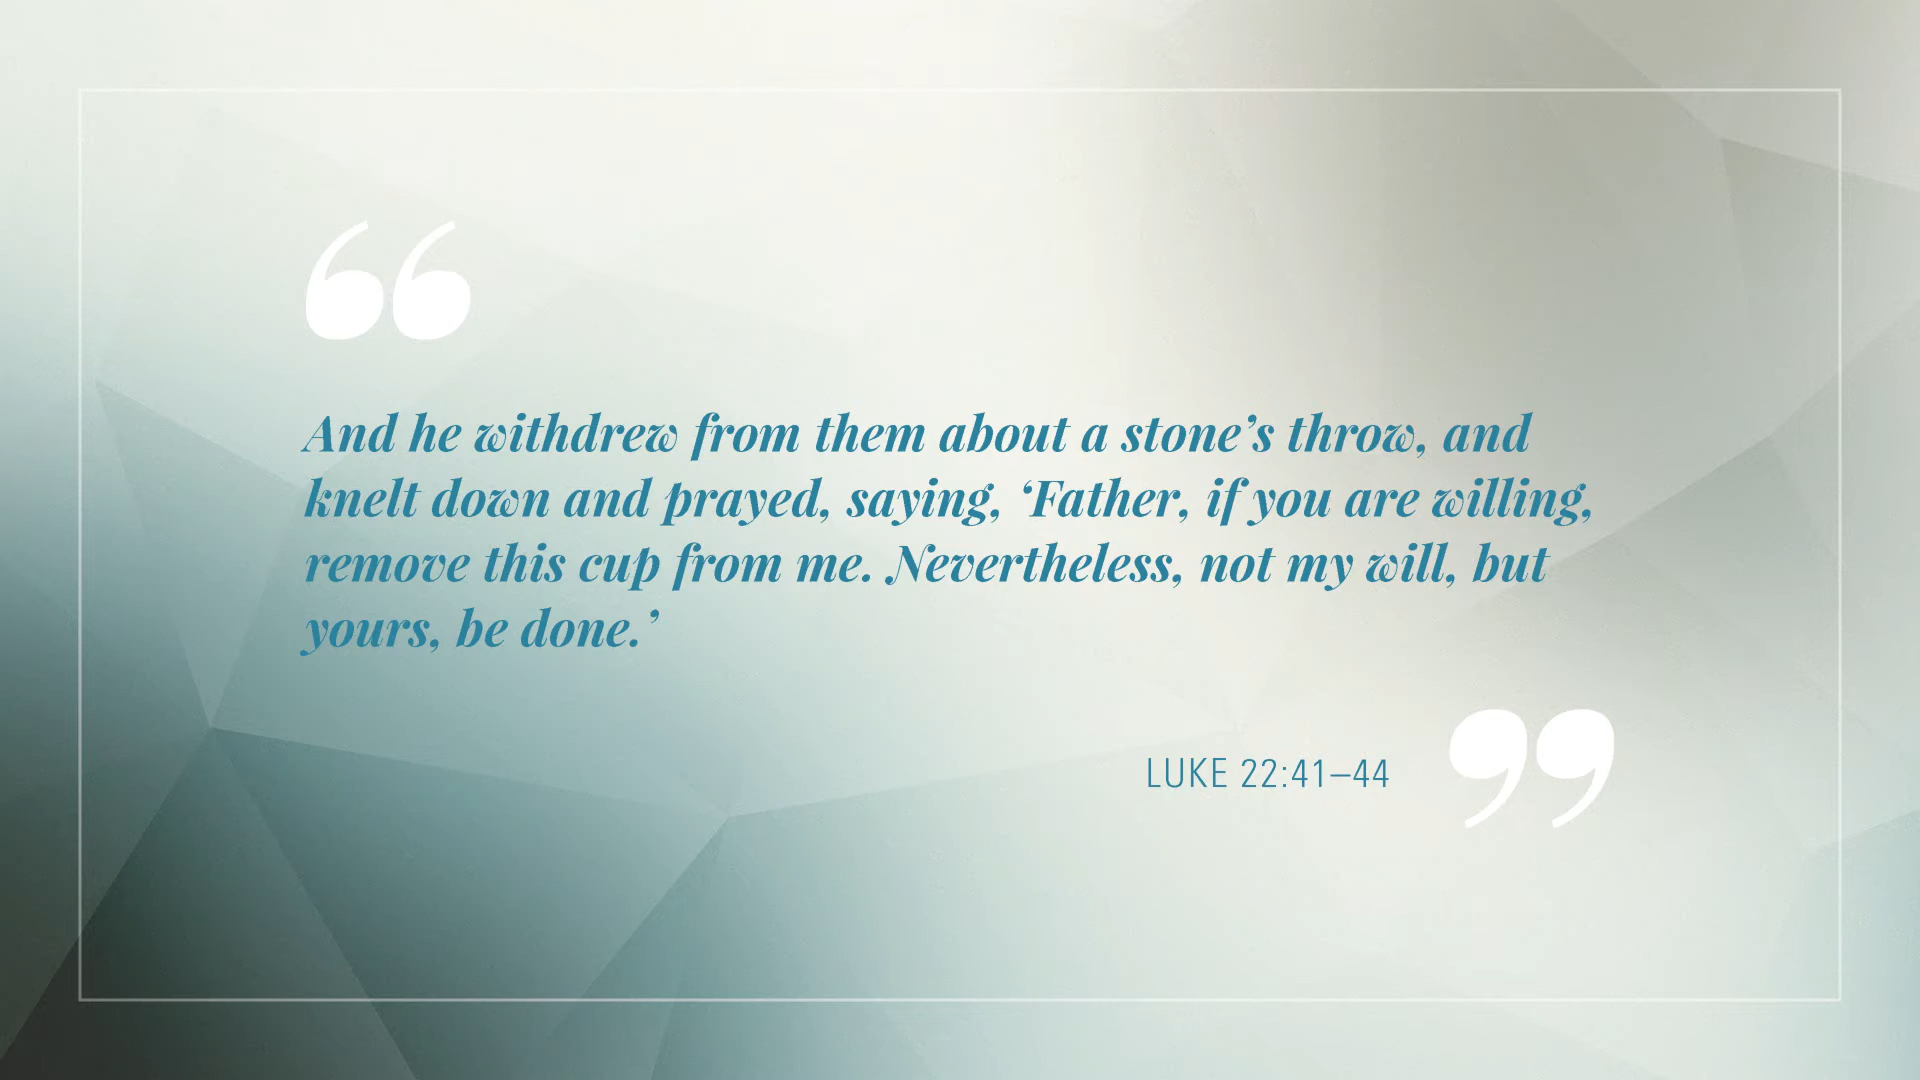 And he withdrew from them about a stone’s throw, and
knelt down and prayed, saying, ‘Father, if you are willing,
remove this cup from me. Nevertheless, not my will, but
yours, be done.’
LUKE 22:41–44